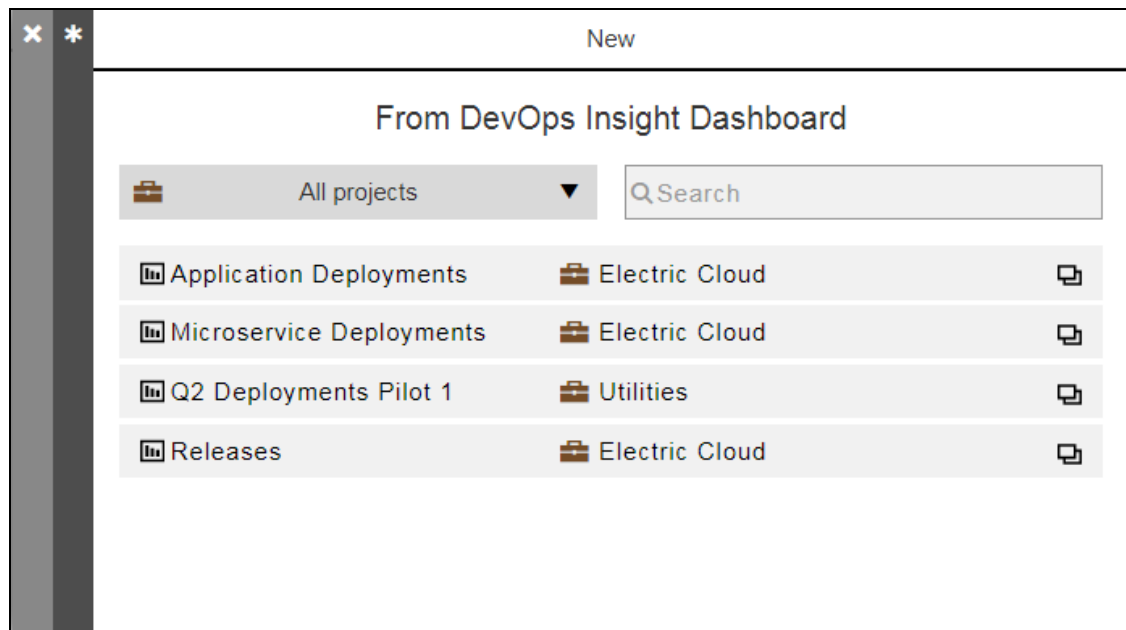 New
From DevOps Insight Dashboard
All projects Search
Application Deployments Electric Cloud
Microservice Deployments Electric Cloud
Q2 Deployments Pilot 1 Utilities
Releases Electric Cloud